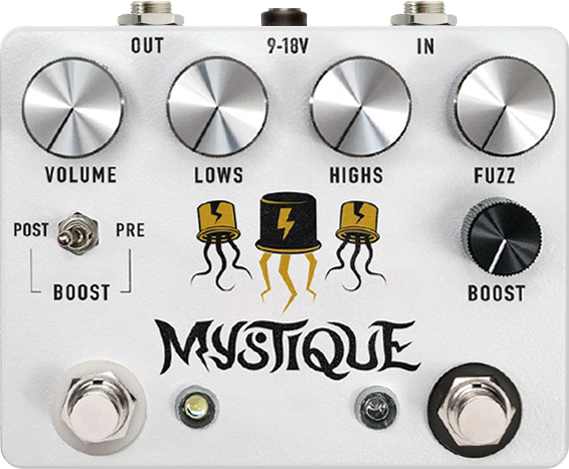 OUT 9-18V IN
VOLUME LOWS HIGHS FUZZ
POST PRE
BOOST BOOST
MYSTIQUE